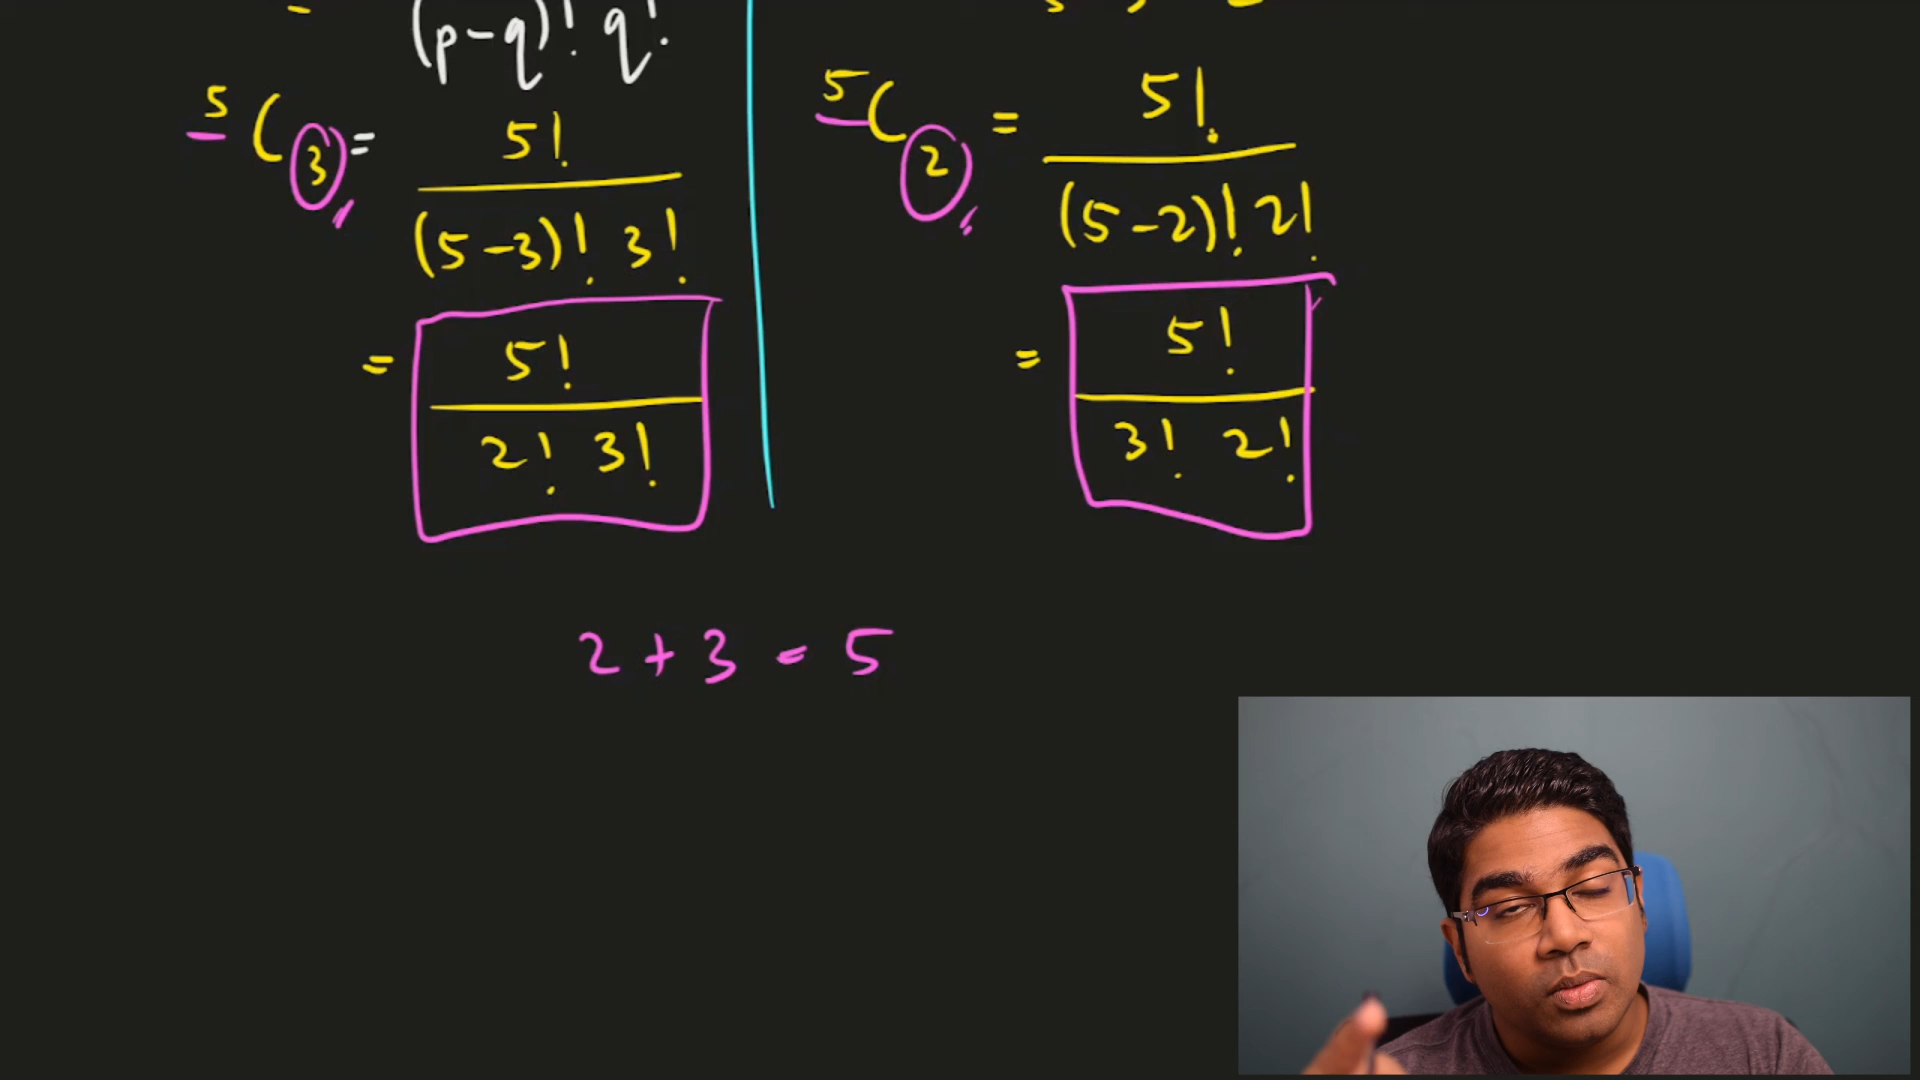 (p-q)! q!
5C3 = 5!
(5-3)! 3!
= 5!
2! 3!
5C2 = 5!
(5-2)! 2!
= 5!
3! 2!
2 + 3 = 5